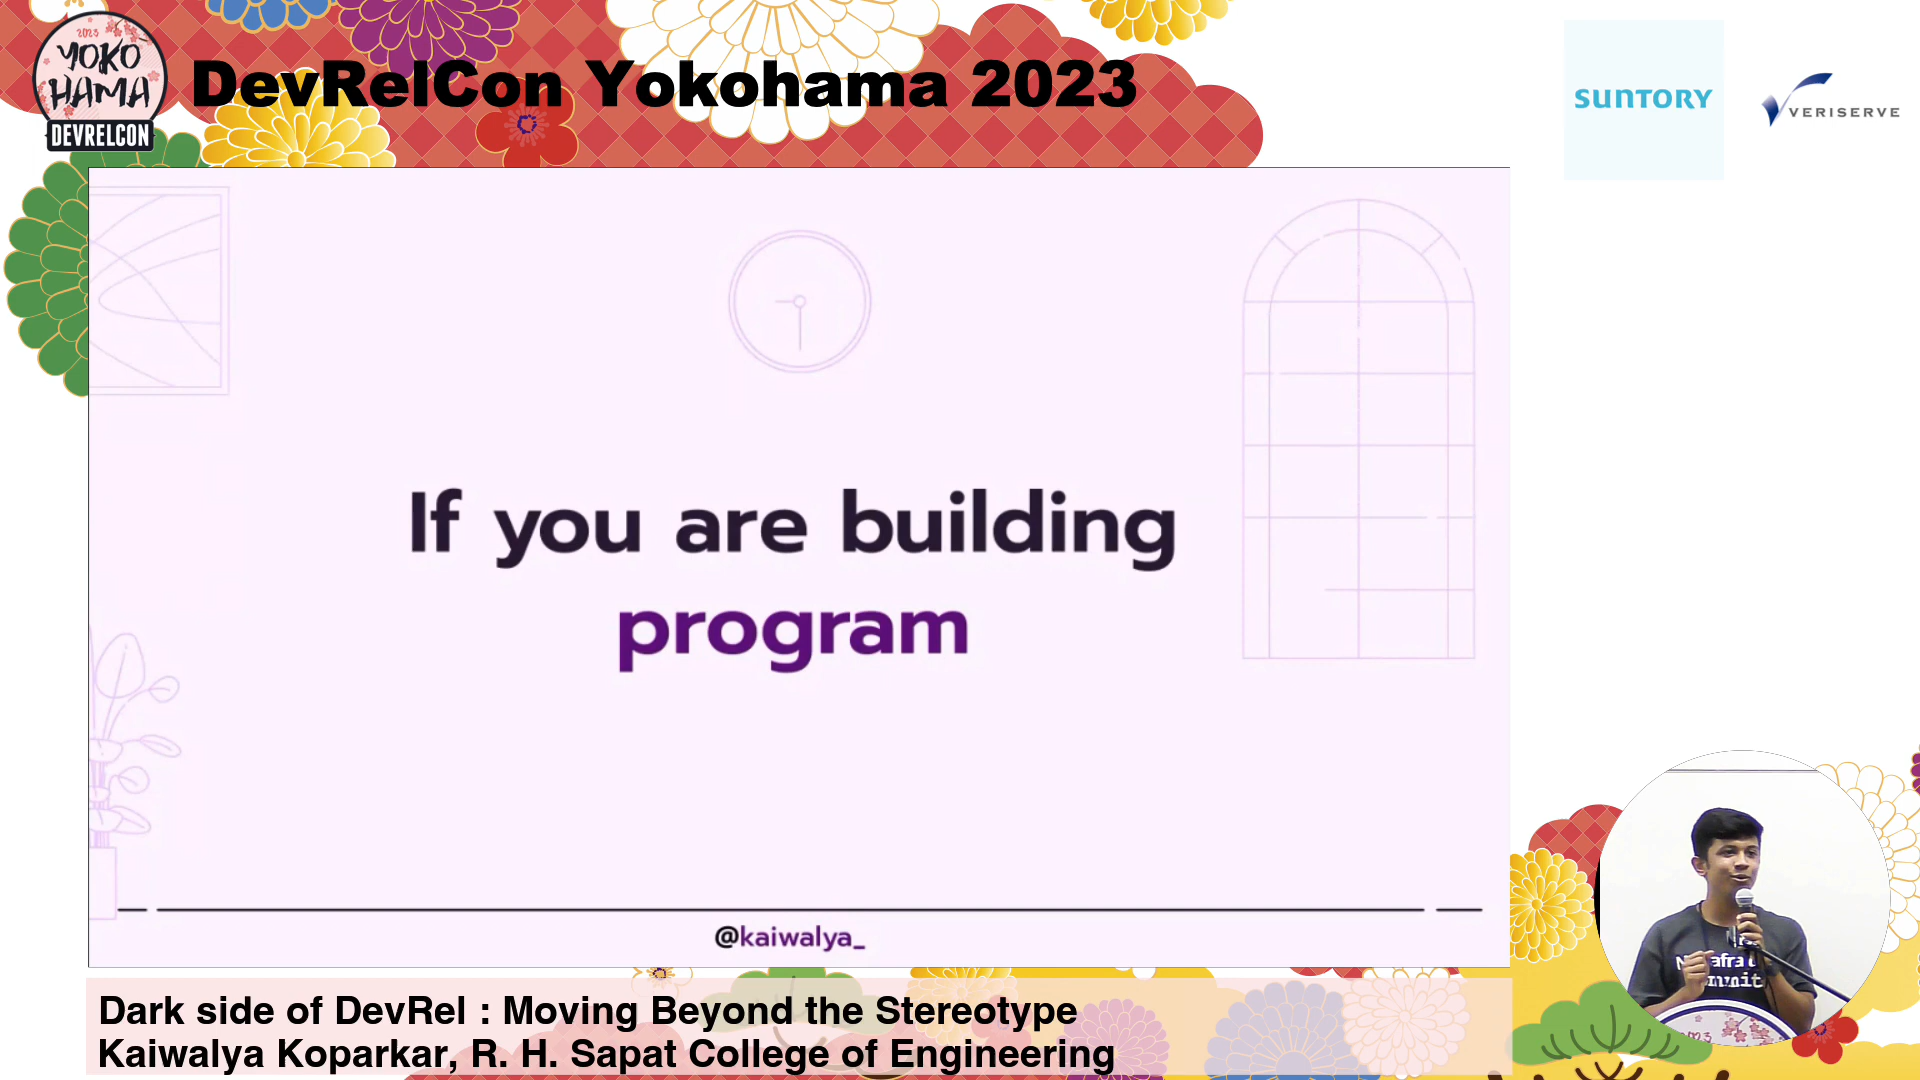 2023
YOKO
HAMA
DEVRELCON
DevRelCon Yokohama 2023
SUNTORY
VERISERVE
If you are building
program
@kaiwalya_
Dark side of DevRel : Moving Beyond the Stereotype
Kaiwalya Koparkar, R. H. Sapat College of Engineering